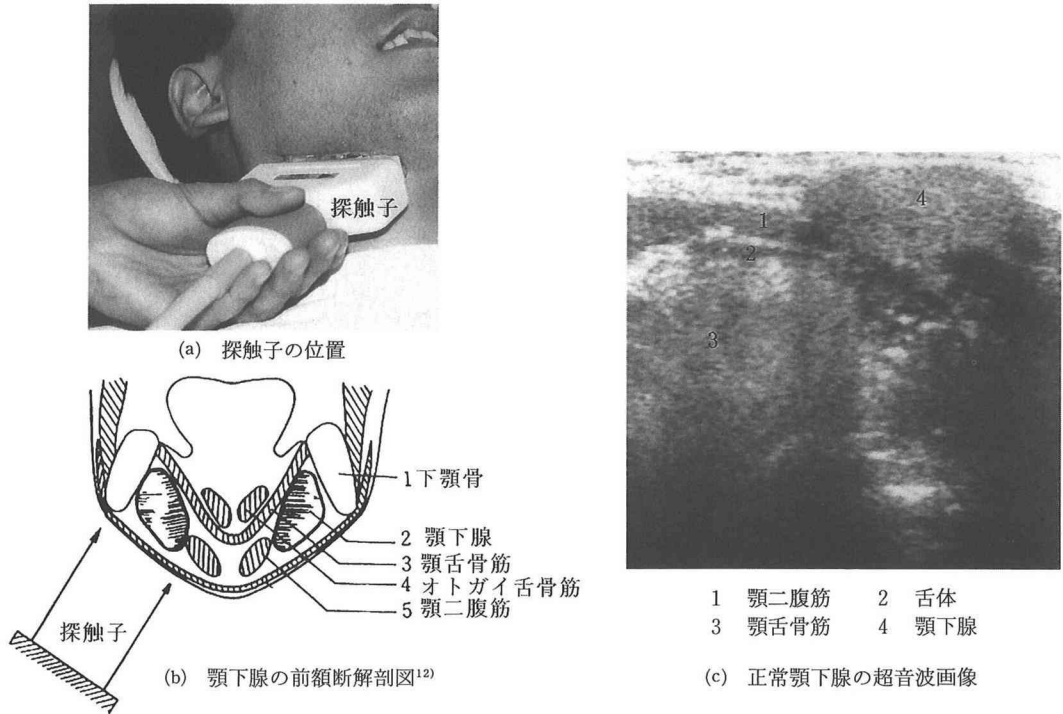 探触子
(a) 探触子の位置
1 下顎骨
2 顎下腺
3 顎舌骨筋
4 オトガイ舌骨筋
5 顎二腹筋
探触子
(b) 顎下腺の前額断解剖図12)
1
2
3
4
1 顎二腹筋 2 舌体
3 顎舌骨筋 4 顎下腺
(c) 正常顎下腺の超音波画像